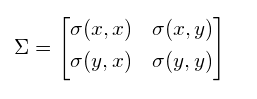 Σ = [ σ(x, x) σ(x, y)
σ(y, x) σ(y, y) ]